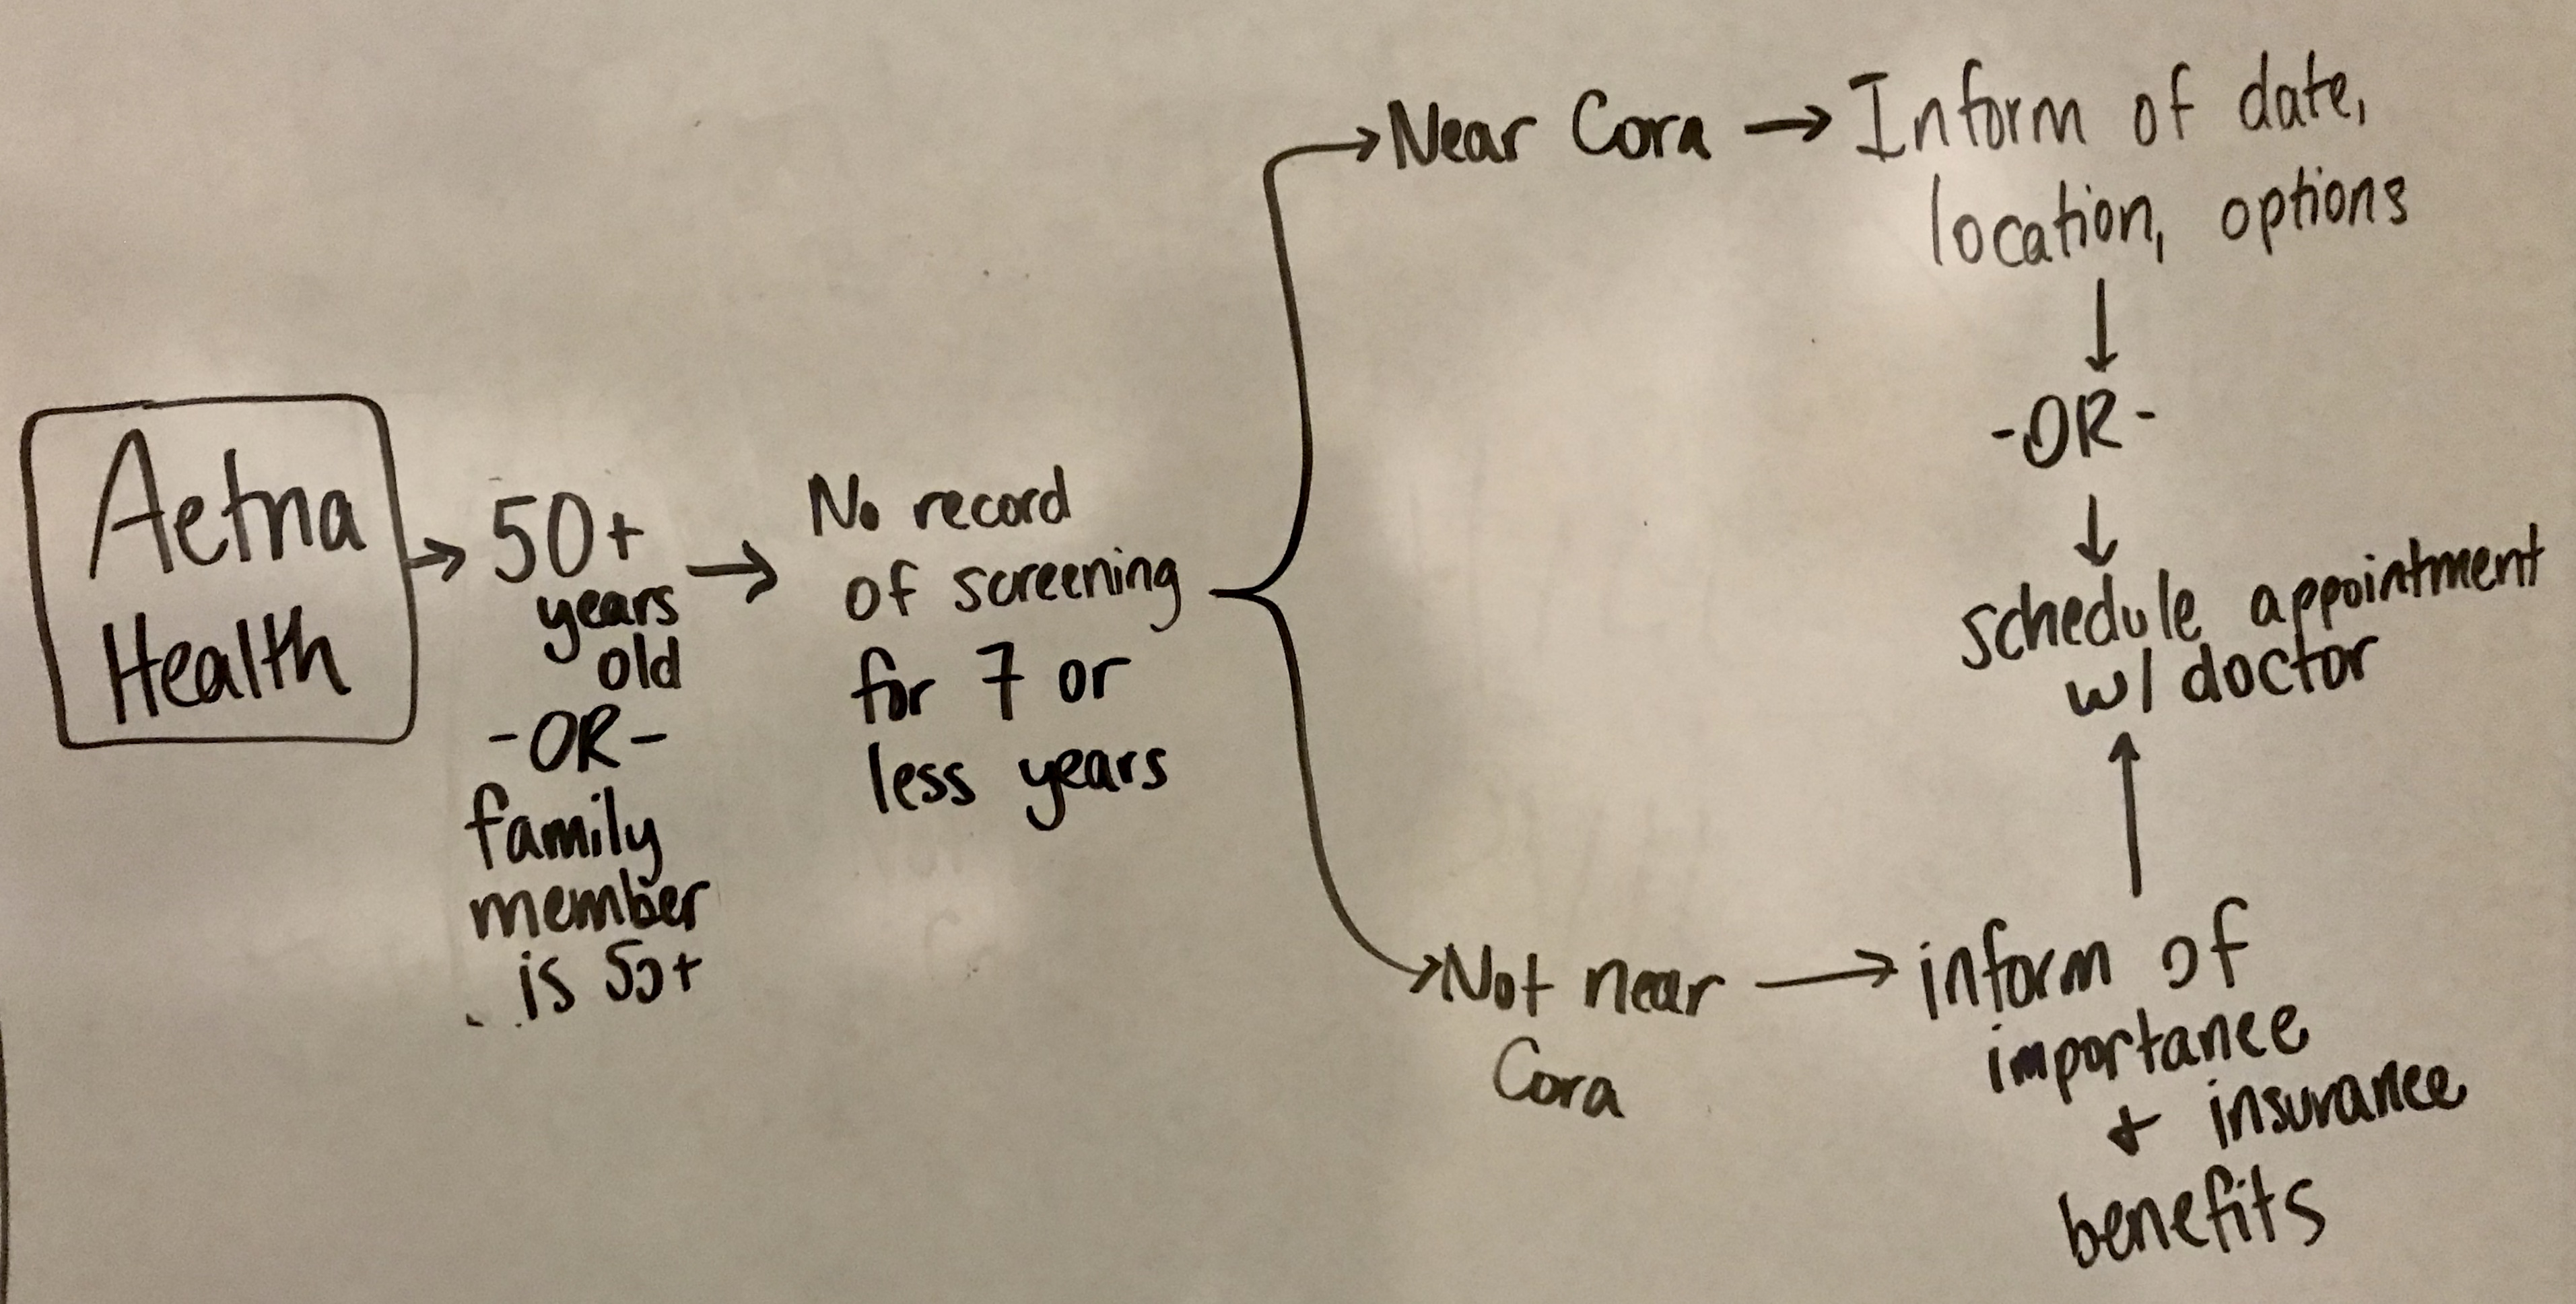 Aetna
Health
50+
years
old
-OR-
family
member
is 50+
No record
of screening
for 7 or
less years
Near Cora
Inform of date,
location, options
-OR-
schedule appointment
w/ doctor
Not near
Cora
inform of
importance
+ insurance
benefits